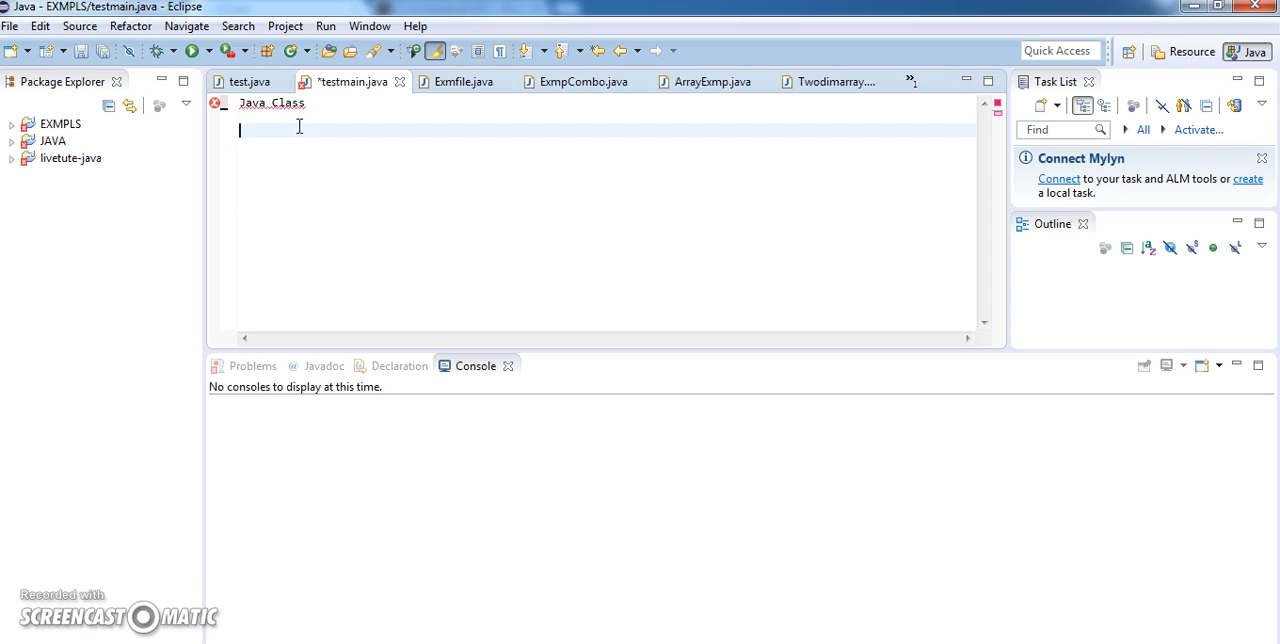 Java - EXMPLS/testmain.java - Eclipse
File Edit Source Refactor Navigate Search Project Run Window Help
Quick Access Resource Java
Package Explorer test.java *testmain.java Exmfile.java ExmpCombo.java ArrayExmp.java Twodimarray.... »1 Task List
Java Class
EXMPLS
JAVA
livetute-java
Find All Activate...
Connect Mylyn
Connect to your task and ALM tools or create
a local task.
Outline
Problems @ Javadoc Declaration Console
No consoles to display at this time.
Recorded with
SCREENCAST MATIC